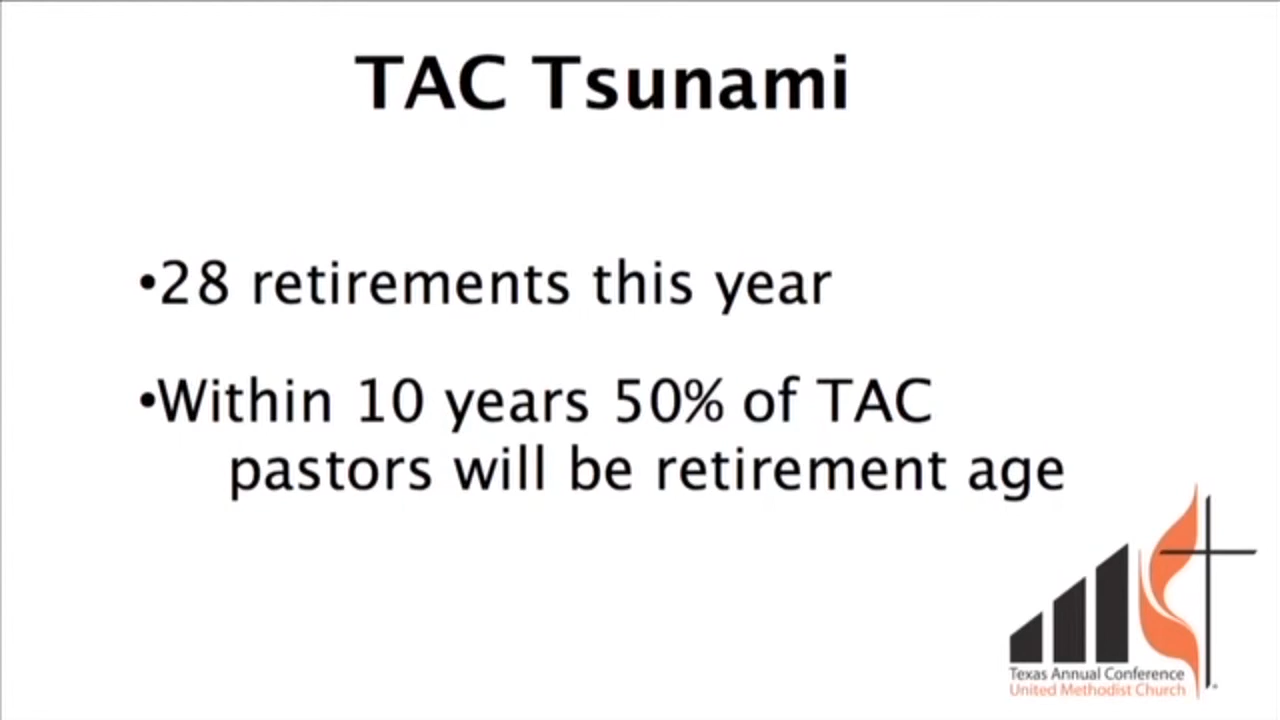 TAC Tsunami
•28 retirements this year
•Within 10 years 50% of TAC
pastors will be retirement age
Texas Annual Conference
United Methodist Church